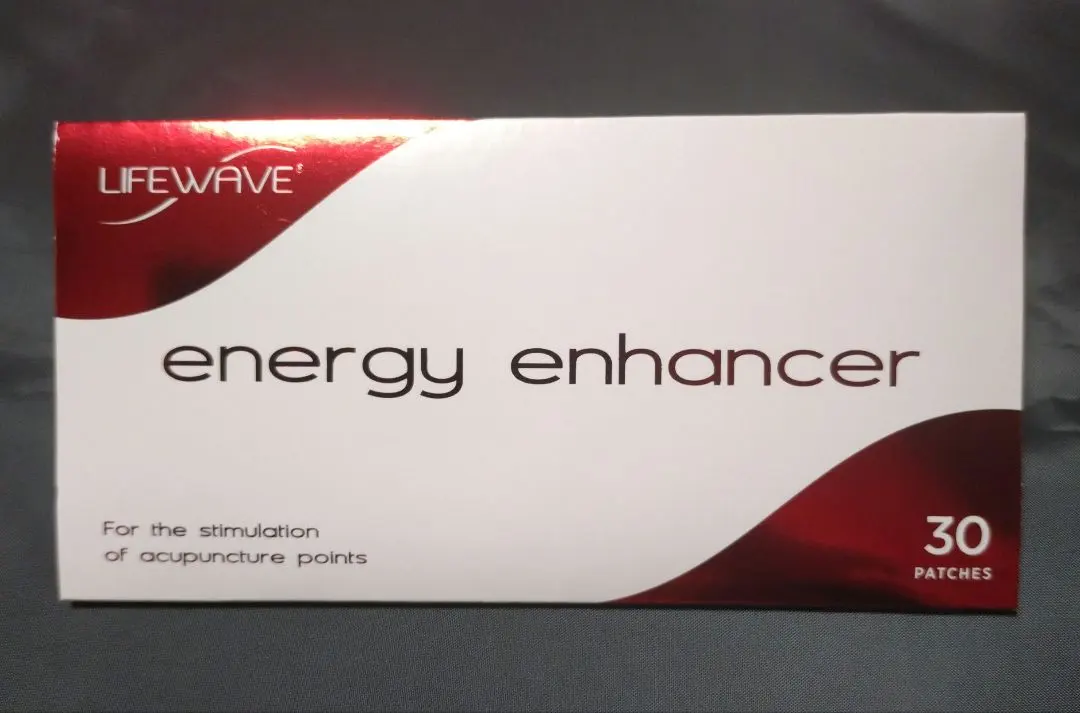 LIFEWAVE®
energy enhancer
For the stimulation
of acupuncture points
30
PATCHES